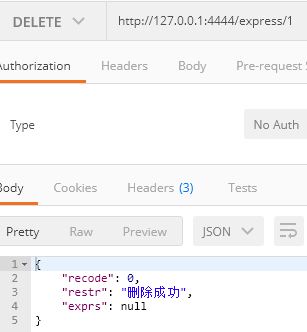 DELETE http://127.0.0.1:4444/express/1
Authorization Headers Body Pre-request S
Type No Auth
Body Cookies Headers (3) Tests
Pretty Raw Preview JSON
1 {
2 "recode": 0,
3 "restr": "删除成功",
4 "exprs": null
5 }